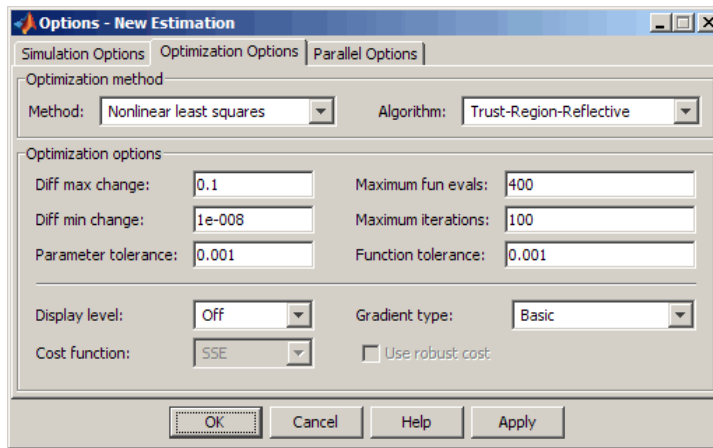 Options - New Estimation
Simulation Options Optimization Options Parallel Options
Optimization method
Method: Nonlinear least squares Algorithm: Trust-Region-Reflective
Optimization options
Diff max change: 0.1 Maximum fun evals: 400
Diff min change: 1e-008 Maximum iterations: 100
Parameter tolerance: 0.001 Function tolerance: 0.001
Display level: Off Gradient type: Basic
Cost function: SSE Use robust cost
OK Cancel Help Apply